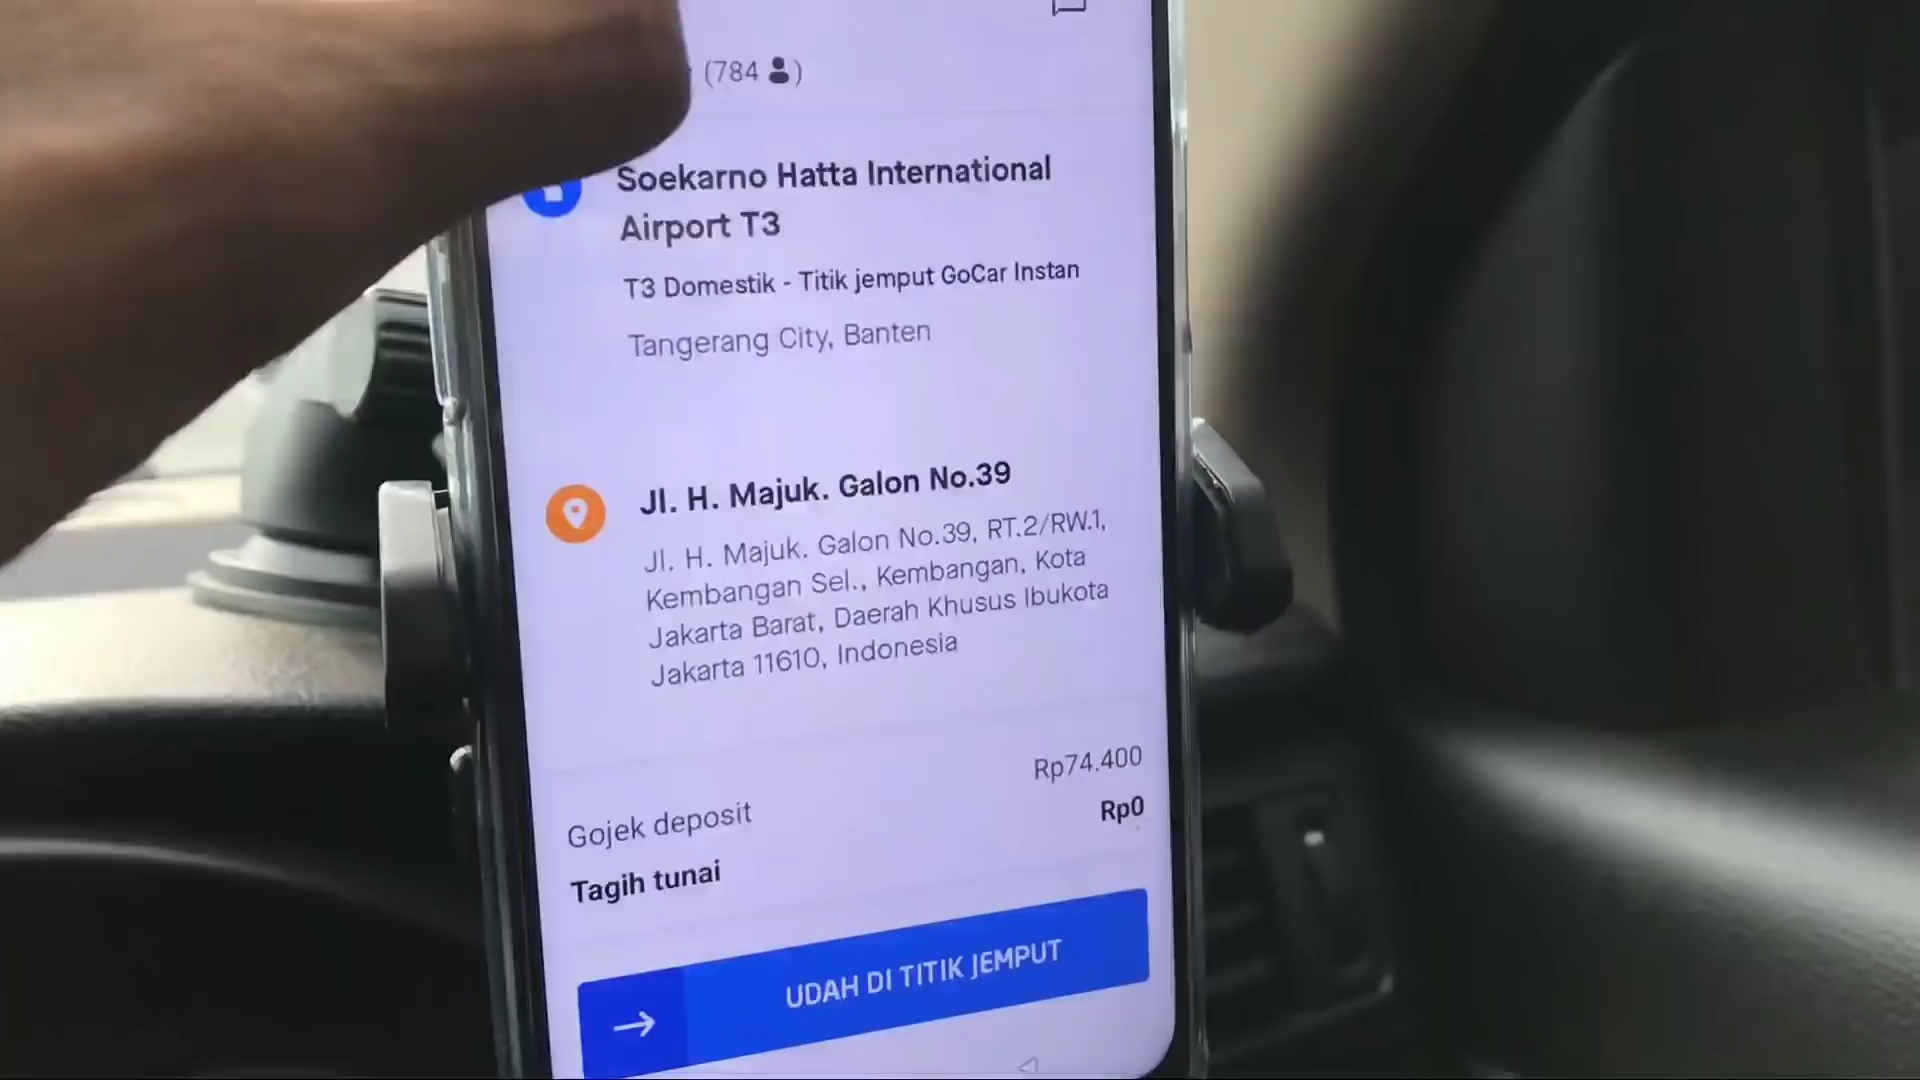 (784 )
Soekarno Hatta International
Airport T3
T3 Domestik - Titik jemput GoCar Instan
Tangerang City, Banten
Jl. H. Majuk. Galon No.39
Jl. H. Majuk. Galon No.39, RT.2/RW.1,
Kembangan Sel., Kembangan, Kota
Jakarta Barat, Daerah Khusus Ibukota
Jakarta 11610, Indonesia
Gojek deposit Rp74.400
Tagih tunai Rp0
UDAH DI TITIK JEMPUT